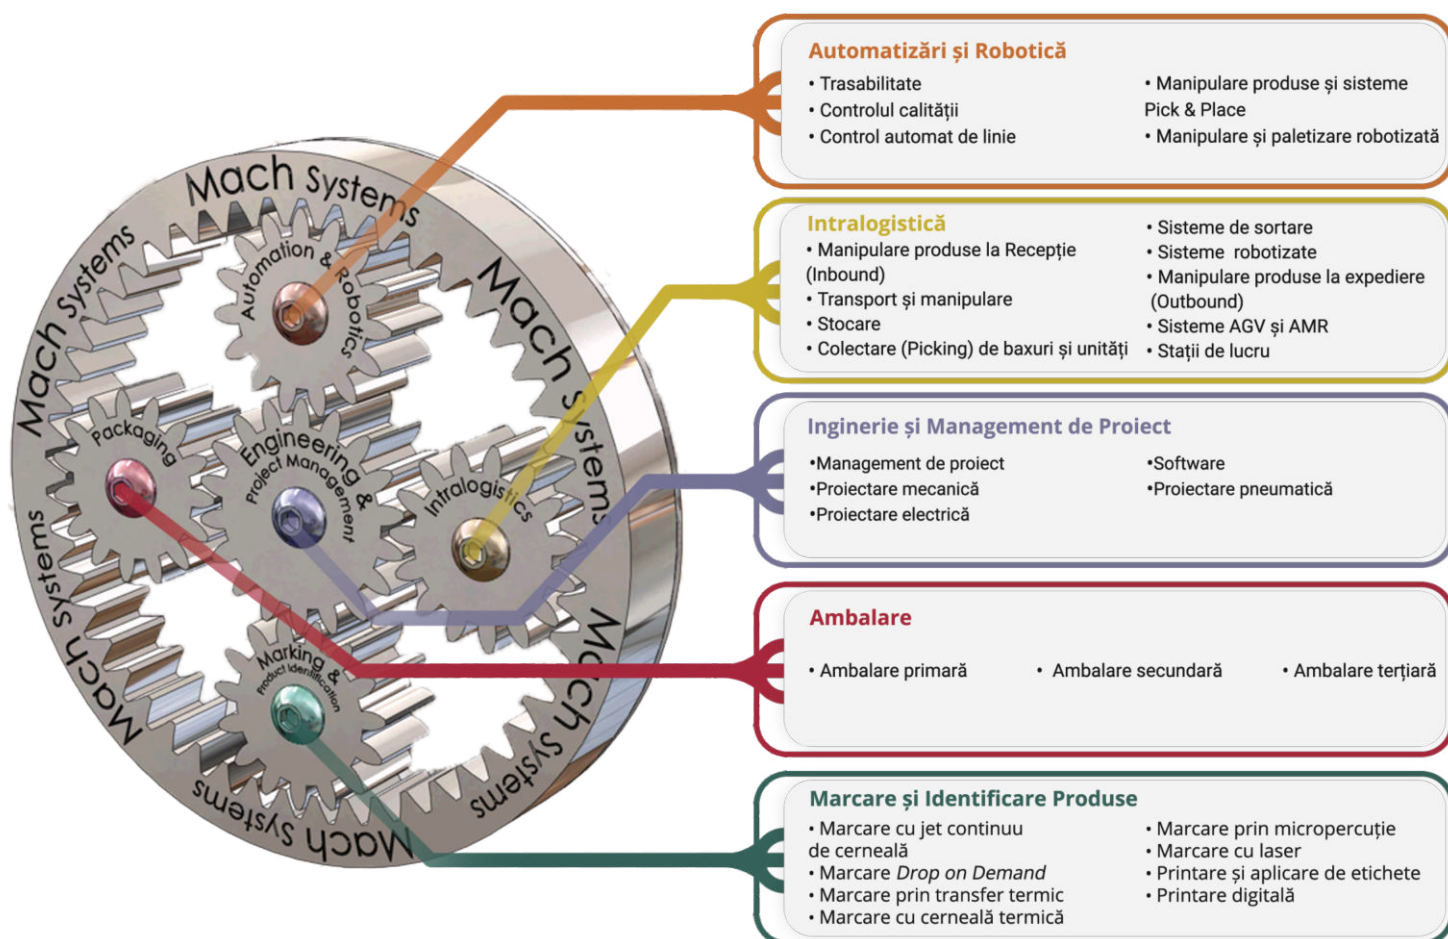 Mach Systems
Mach Systems
Mach Systems
Mach Systems
Mach Systems
Mach Systems
Mach Systems
Mach Systems
Automation & Robotics
Packaging
Engineering &
Project Management
Intralogistics
Marking &
Product Identification
Automatizări și Robotică
• Trasabilitate
• Controlul calității
• Control automat de linie
• Manipulare produse și sisteme
Pick & Place
• Manipulare și paletizare robotizată
Intralogistică
• Manipulare produse la Recepție
(Inbound)
• Transport și manipulare
• Stocare
• Colectare (Picking) de baxuri și unități
• Sisteme de sortare
• Sisteme robotizate
• Manipulare produse la expediere
(Outbound)
• Sisteme AGV și AMR
• Stații de lucru
Inginerie și Management de Proiect
•Management de proiect
•Proiectare mecanică
•Proiectare electrică
•Software
•Proiectare pneumatică
Ambalare
• Ambalare primară
• Ambalare secundară
• Ambalare terțiară
Marcare și Identificare Produse
• Marcare cu jet continuu
de cerneală
• Marcare Drop on Demand
• Marcare prin transfer termic
• Marcare cu cerneală termică
• Marcare prin micropercuție
• Marcare cu laser
• Printare și aplicare de etichete
• Printare digitală